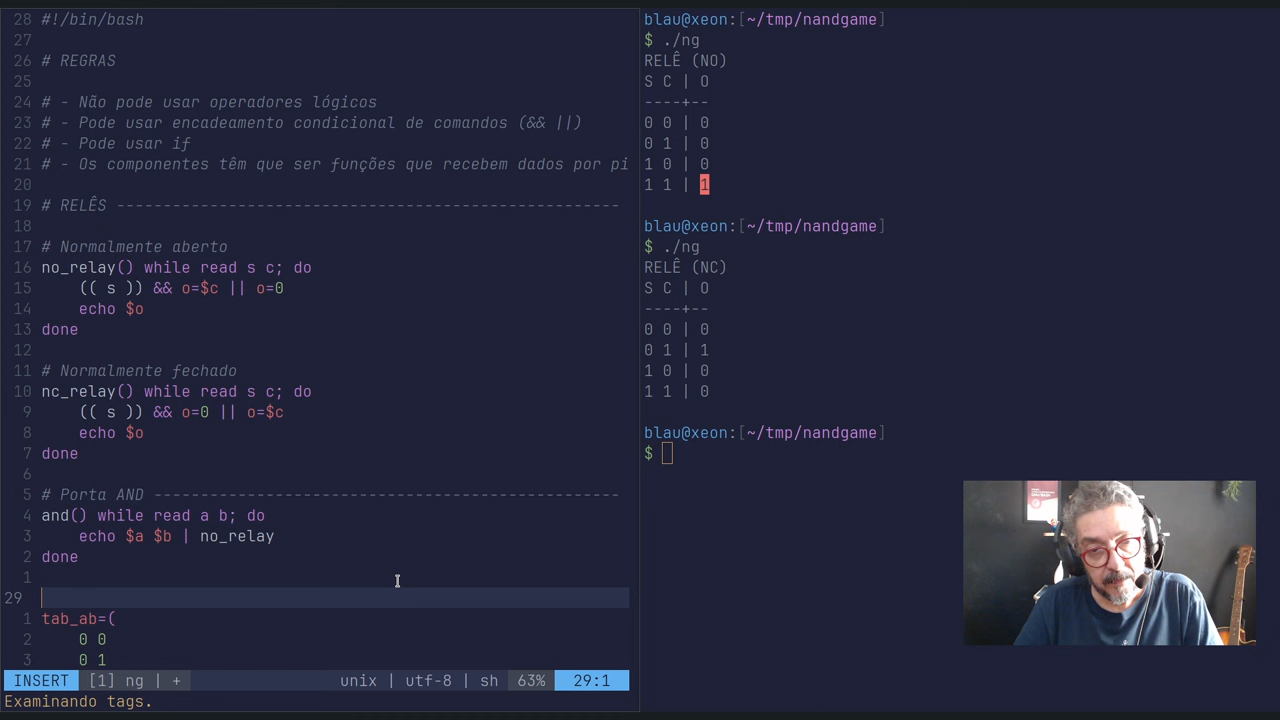 28 #!/bin/bash
27
26 # REGRAS
25
24 # - Não pode usar operadores lógicos
23 # - Pode usar encadeamento condicional de comandos (&& ||)
22 # - Pode usar if
21 # - Os componentes têm que ser funções que recebem dados por pi
20
19 # RELÊS ------------------------------------------------------
18
17 # Normalmente aberto
16 no_relay() while read s c; do
15     (( s )) && o=$c || o=0
14     echo $o
13 done
12
11 # Normalmente fechado
10 nc_relay() while read s c; do
9     (( s )) && o=0 || o=$c
8     echo $o
7 done
6
5 # Porta AND --------------------------------------------------
4 and() while read a b; do
3     echo $a $b | no_relay
2 done
1
29
1 tab_ab=(
2     0 0
3     0 1
INSERT [1] ng | + unix | utf-8 | sh 63% 29:1
Examinando tags.
blau@xeon:[~/tmp/nandgame]
$ ./ng
RELÊ (NO)
S C | O
----+--
0 0 | 0
0 1 | 0
1 0 | 0
1 1 | 1
blau@xeon:[~/tmp/nandgame]
$ ./ng
RELÊ (NC)
S C | O
----+--
0 0 | 0
0 1 | 1
1 0 | 0
1 1 | 0
blau@xeon:[~/tmp/nandgame]
$